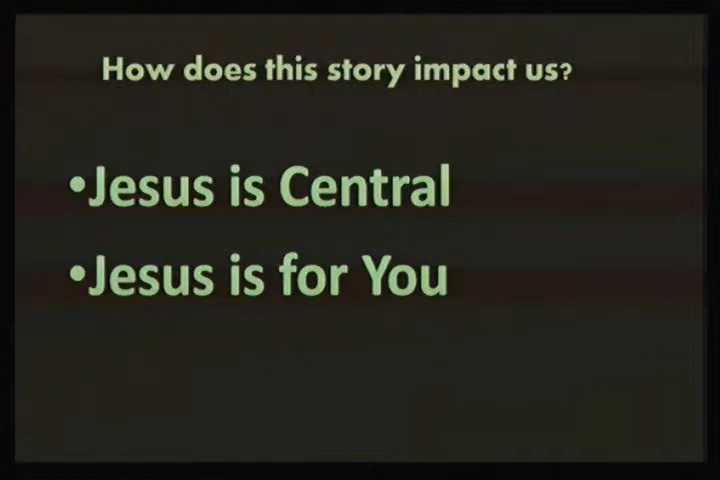 How does this story impact us?
•Jesus is Central
•Jesus is for You